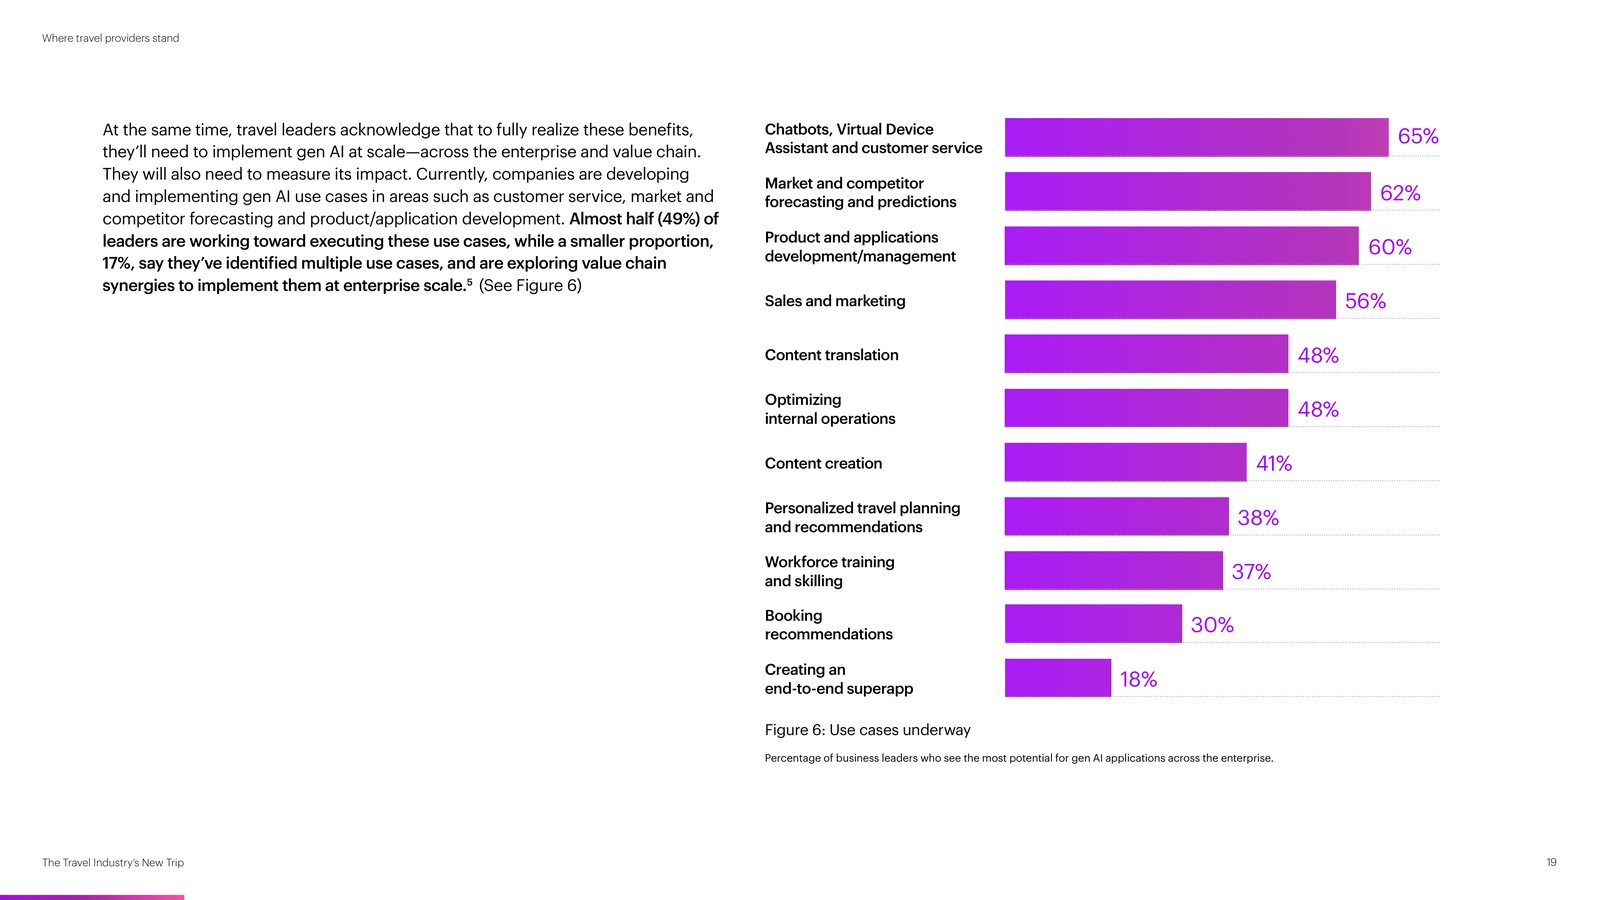 Where travel providers stand
At the same time, travel leaders acknowledge that to fully realize these benefits,
they’ll need to implement gen AI at scale—across the enterprise and value chain.
They will also need to measure its impact. Currently, companies are developing
and implementing gen AI use cases in areas such as customer service, market and
competitor forecasting and product/application development. Almost half (49%) of
leaders are working toward executing these use cases, while a smaller proportion,
17%, say they’ve identified multiple use cases, and are exploring value chain
synergies to implement them at enterprise scale.⁵ (See Figure 6)
Chatbots, Virtual Device
Assistant and customer service
65%
Market and competitor
forecasting and predictions
62%
Product and applications
development/management
60%
Sales and marketing
56%
Content translation
48%
Optimizing
internal operations
48%
Content creation
41%
Personalized travel planning
and recommendations
38%
Workforce training
and skilling
37%
Booking
recommendations
30%
Creating an
end-to-end superapp
18%
Figure 6: Use cases underway
Percentage of business leaders who see the most potential for gen AI applications across the enterprise.
The Travel Industry’s New Trip
19